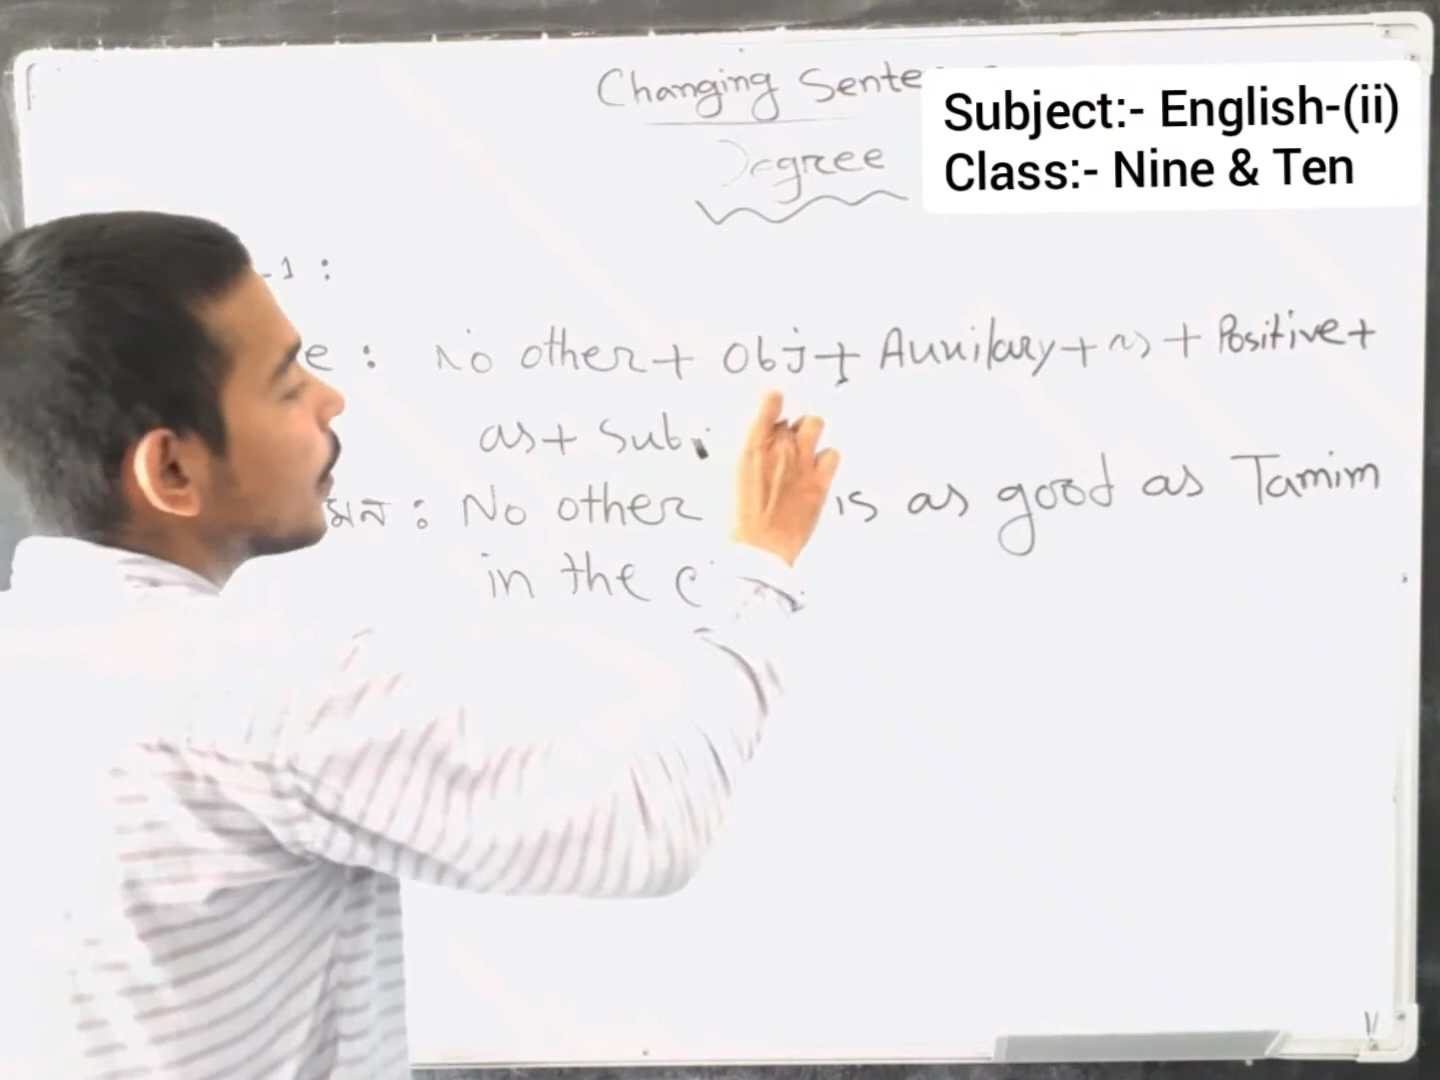 Changing Sente
Degree
Subject:- English-(ii)
Class:- Nine & Ten
-1 :
e : No other + Obj + Auxilary + as + Positive +
as + Sub
মন : No other is as good as Tamim
in the c